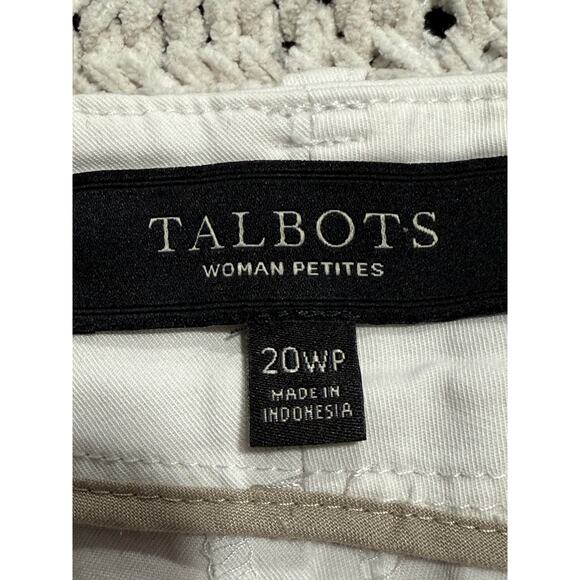 TALBOTS
WOMAN PETITES
20WP
MADE IN
INDONESIA